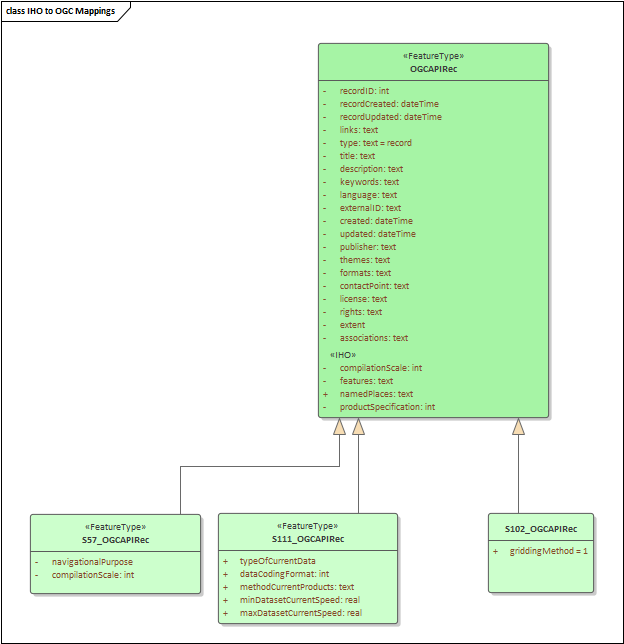 class IHO to OGC Mappings
«FeatureType»
OGCAPIRec
- recordID: int
- recordCreated: dateTime
- recordUpdated: dateTime
- links: text
- type: text = record
- title: text
- description: text
- keywords: text
- language: text
- externalID: text
- created: dateTime
- updated: dateTime
- publisher: text
- themes: text
- formats: text
- contactPoint: text
- license: text
- rights: text
- extent
- associations: text
«IHO»
- compilationScale: int
- features: text
+ namedPlaces: text
- productSpecification: int
«FeatureType»
S57_OGCAPIRec
- navigationalPurpose
- compilationScale: int
«FeatureType»
S111_OGCAPIRec
+ typeOfCurrentData
+ dataCodingFormat: int
+ methodCurrentProducts: text
+ minDatasetCurrentSpeed: real
+ maxDatasetCurrentSpeed: real
S102_OGCAPIRec
+ griddingMethod = 1